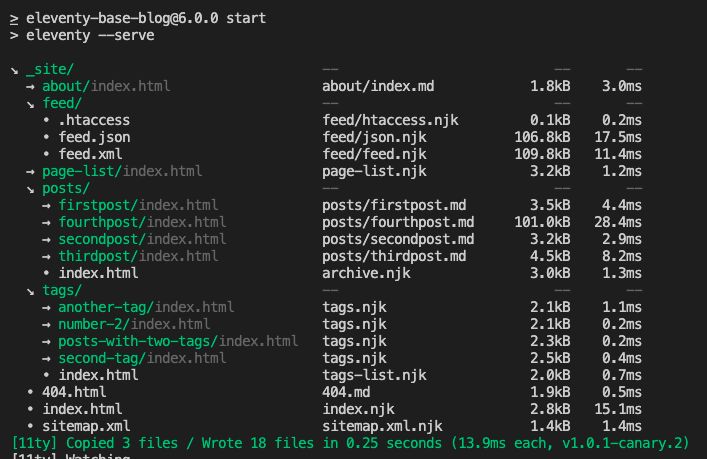 > eleventy-base-blog@6.0.0 start
> eleventy --serve
↘ _site/ -- -- --
→ about/index.html about/index.md 1.8kB 3.0ms
↘ feed/ -- -- --
• .htaccess feed/htaccess.njk 0.1kB 0.2ms
• feed.json feed/json.njk 106.8kB 17.5ms
• feed.xml feed/feed.njk 109.8kB 11.4ms
→ page-list/index.html page-list.njk 3.2kB 1.2ms
↘ posts/ -- -- --
→ firstpost/index.html posts/firstpost.md 3.5kB 4.4ms
→ fourthpost/index.html posts/fourthpost.md 101.0kB 28.4ms
→ secondpost/index.html posts/secondpost.md 3.2kB 2.9ms
→ thirdpost/index.html posts/thirdpost.md 4.5kB 8.2ms
• index.html archive.njk 3.0kB 1.3ms
↘ tags/ -- -- --
→ another-tag/index.html tags.njk 2.1kB 1.1ms
→ number-2/index.html tags.njk 2.1kB 0.2ms
→ posts-with-two-tags/index.html tags.njk 2.3kB 0.2ms
→ second-tag/index.html tags.njk 2.5kB 0.4ms
• index.html tags-list.njk 2.0kB 0.7ms
• 404.html 404.md 1.9kB 0.5ms
• index.html index.njk 2.8kB 15.1ms
• sitemap.xml sitemap.xml.njk 1.4kB 1.4ms
[11ty] Copied 3 files / Wrote 18 files in 0.25 seconds (13.9ms each, v1.0.1-canary.2)
[11ty] Watching